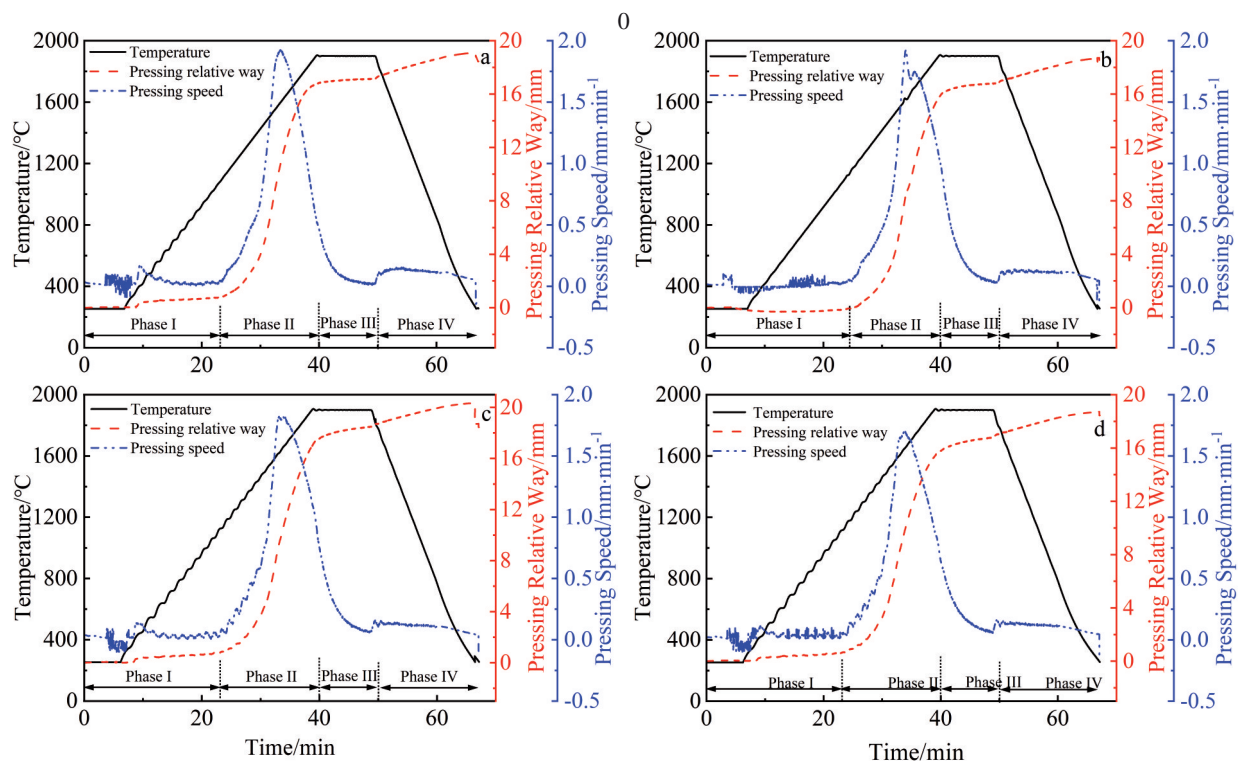 0
2000
1600
1200
800
400
0
Temperature/°C
Temperature
Pressing relative way
Pressing speed
a
Phase I
Phase II
Phase III
Phase IV
20
16
12
8
4
0
Pressing Relative Way/mm
2.0
1.5
1.0
0.5
0.0
-0.5
Pressing Speed/mm·min⁻¹
0
20
40
60
2000
1600
1200
800
400
0
Temperature/°C
Temperature
Pressing relative way
Pressing speed
b
Phase I
Phase II
Phase III
Phase IV
20
16
12
8
4
0
Pressing Relative Way/mm
2.0
1.5
1.0
0.5
0.0
-0.5
Pressing Speed/mm·min⁻¹
0
20
40
60
2000
1600
1200
800
400
0
Temperature/°C
Temperature
Pressing relative way
Pressing speed
c
Phase I
Phase II
Phase III
Phase IV
20
16
12
8
4
0
Pressing Relative Way/mm
2.0
1.5
1.0
0.5
0.0
-0.5
Pressing Speed/mm·min⁻¹
0
20
40
60
Time/min
2000
1600
1200
800
400
0
Temperature/°C
Temperature
Pressing relative way
Pressing speed
d
Phase I
Phase II
Phase III
Phase IV
20
16
12
8
4
0
Pressing Relative Way/mm
2.0
1.5
1.0
0.5
0.0
-0.5
Pressing Speed/mm·min⁻¹
0
20
40
60
Time/min